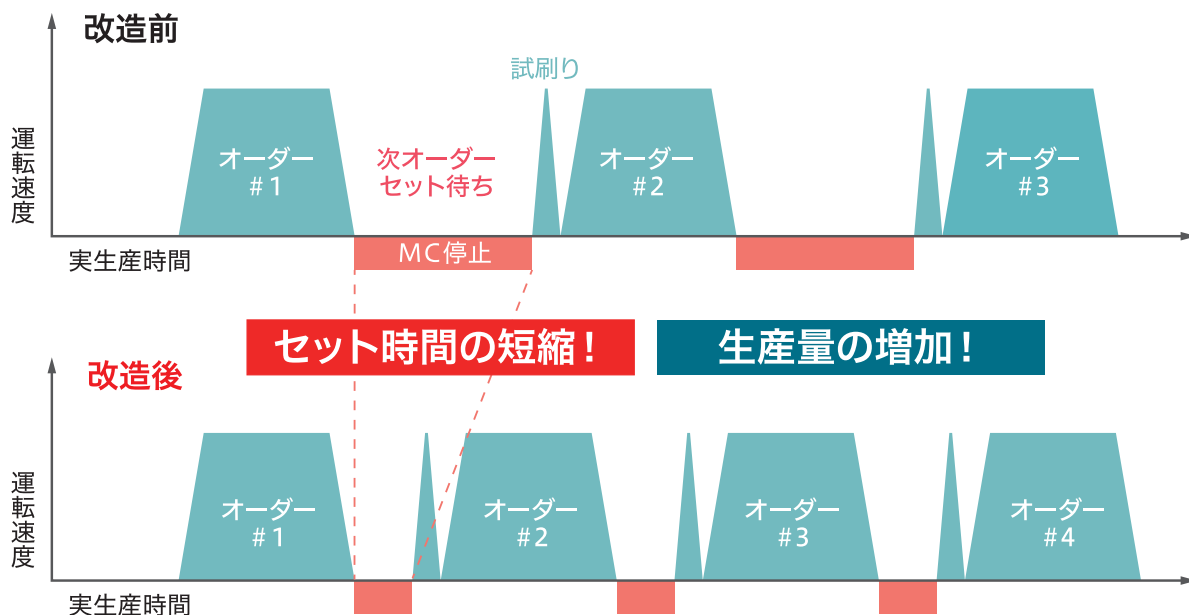 改造前
試刷り
運転速度
オーダー
#1
次オーダー
セット待ち
オーダー
#2
オーダー
#3
MC停止
実生産時間
セット時間の短縮！
生産量の増加！
改造後
運転速度
オーダー
#1
オーダー
#2
オーダー
#3
オーダー
#4
実生産時間